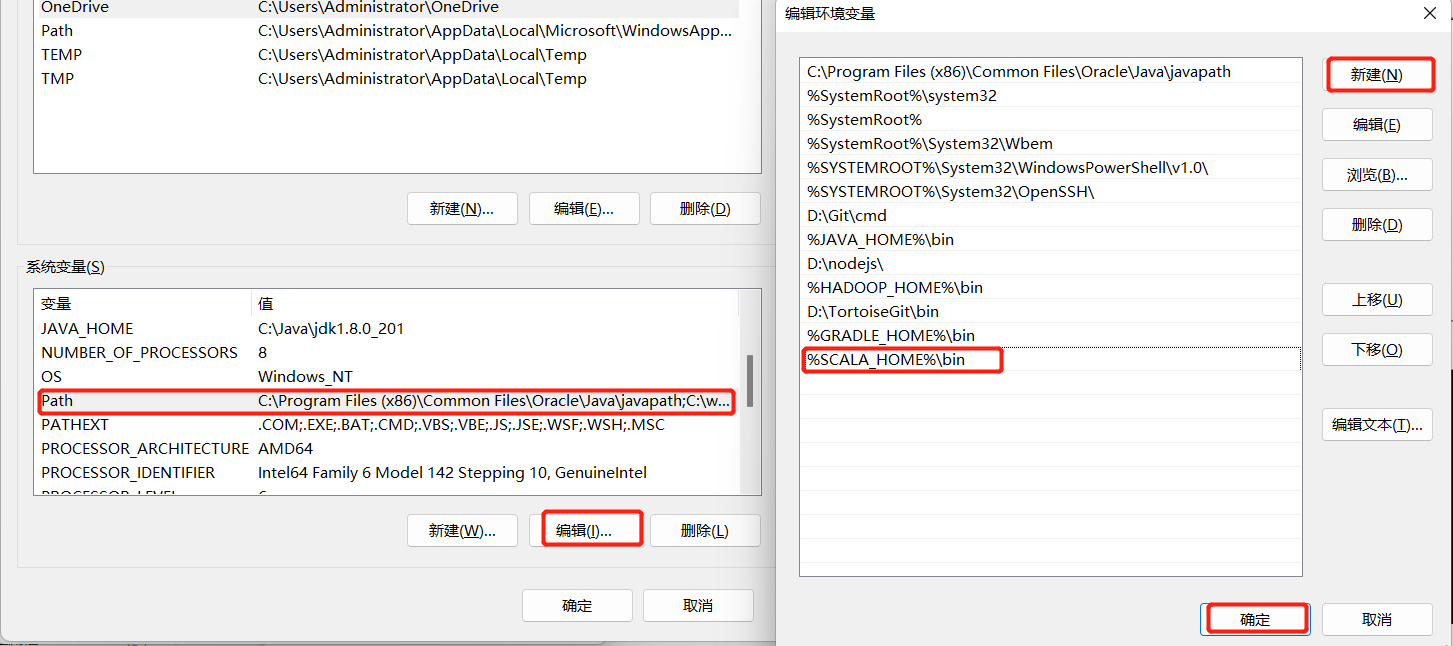 OneDrive C:\Users\Administrator\OneDrive
Path C:\Users\Administrator\AppData\Local\Microsoft\WindowsApp...
TEMP C:\Users\Administrator\AppData\Local\Temp
TMP C:\Users\Administrator\AppData\Local\Temp
新建(N)... 编辑(E)... 删除(D)
系统变量(S)
变量 值
JAVA_HOME C:\Java\jdk1.8.0_201
NUMBER_OF_PROCESSORS 8
OS Windows_NT
Path C:\Program Files (x86)\Common Files\Oracle\Java\javapath;C:\w...
PATHEXT .COM;.EXE;.BAT;.CMD;.VBS;.VBE;.JS;.JSE;.WSF;.WSH;.MSC
PROCESSOR_ARCHITECTURE AMD64
PROCESSOR_IDENTIFIER Intel64 Family 6 Model 142 Stepping 10, GenuineIntel
PROCESSOR_LEVEL 6
新建(W)... 编辑(I)... 删除(L)
确定 取消
编辑环境变量
C:\Program Files (x86)\Common Files\Oracle\Java\javapath
%SystemRoot%\system32
%SystemRoot%
%SystemRoot%\System32\Wbem
%SYSTEMROOT%\System32\WindowsPowerShell\v1.0\
%SYSTEMROOT%\System32\OpenSSH\
D:\Git\cmd
%JAVA_HOME%\bin
D:\nodejs\
%HADOOP_HOME%\bin
D:\TortoiseGit\bin
%GRADLE_HOME%\bin
%SCALA_HOME%\bin
新建(N)
编辑(E)
浏览(B)...
删除(D)
上移(U)
下移(O)
编辑文本(T)...
确定 取消